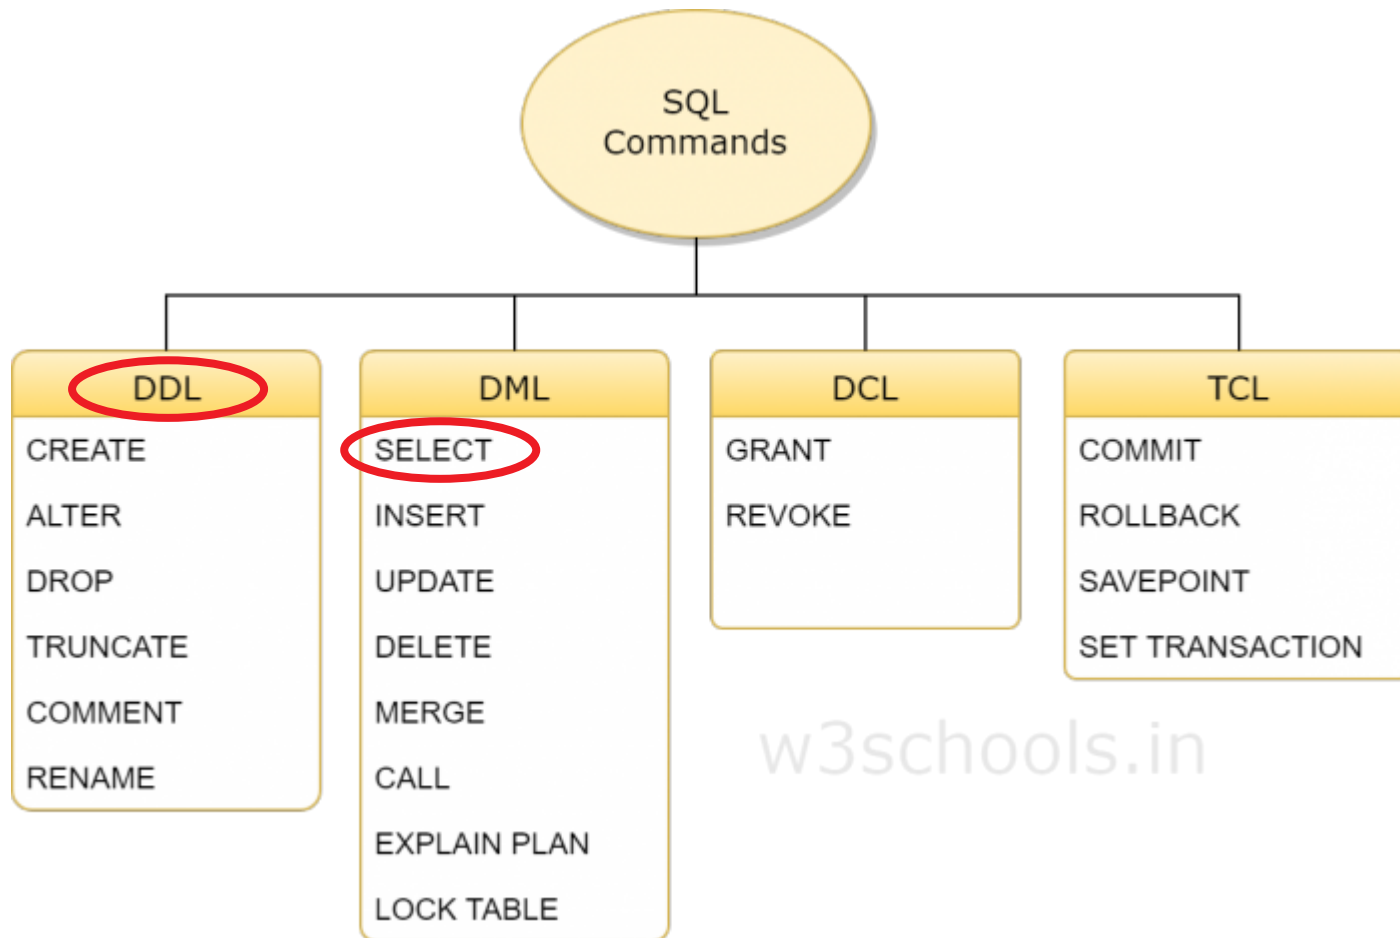 SQL
Commands
DDL
CREATE
ALTER
DROP
TRUNCATE
COMMENT
RENAME
DML
SELECT
INSERT
UPDATE
DELETE
MERGE
CALL
EXPLAIN PLAN
LOCK TABLE
DCL
GRANT
REVOKE
TCL
COMMIT
ROLLBACK
SAVEPOINT
SET TRANSACTION
w3schools.in